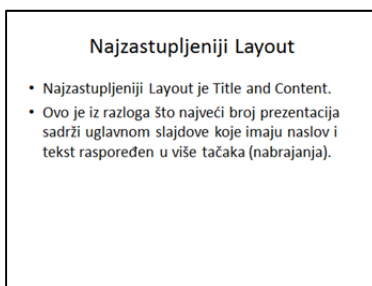 Najzastupljeniji Layout
• Najzastupljeniji Layout je Title and Content.
• Ovo je iz razloga što najveći broj prezentacija
sadrži uglavnom slajdove koje imaju naslov i
tekst raspoređen u više tačaka (nabrajanja).